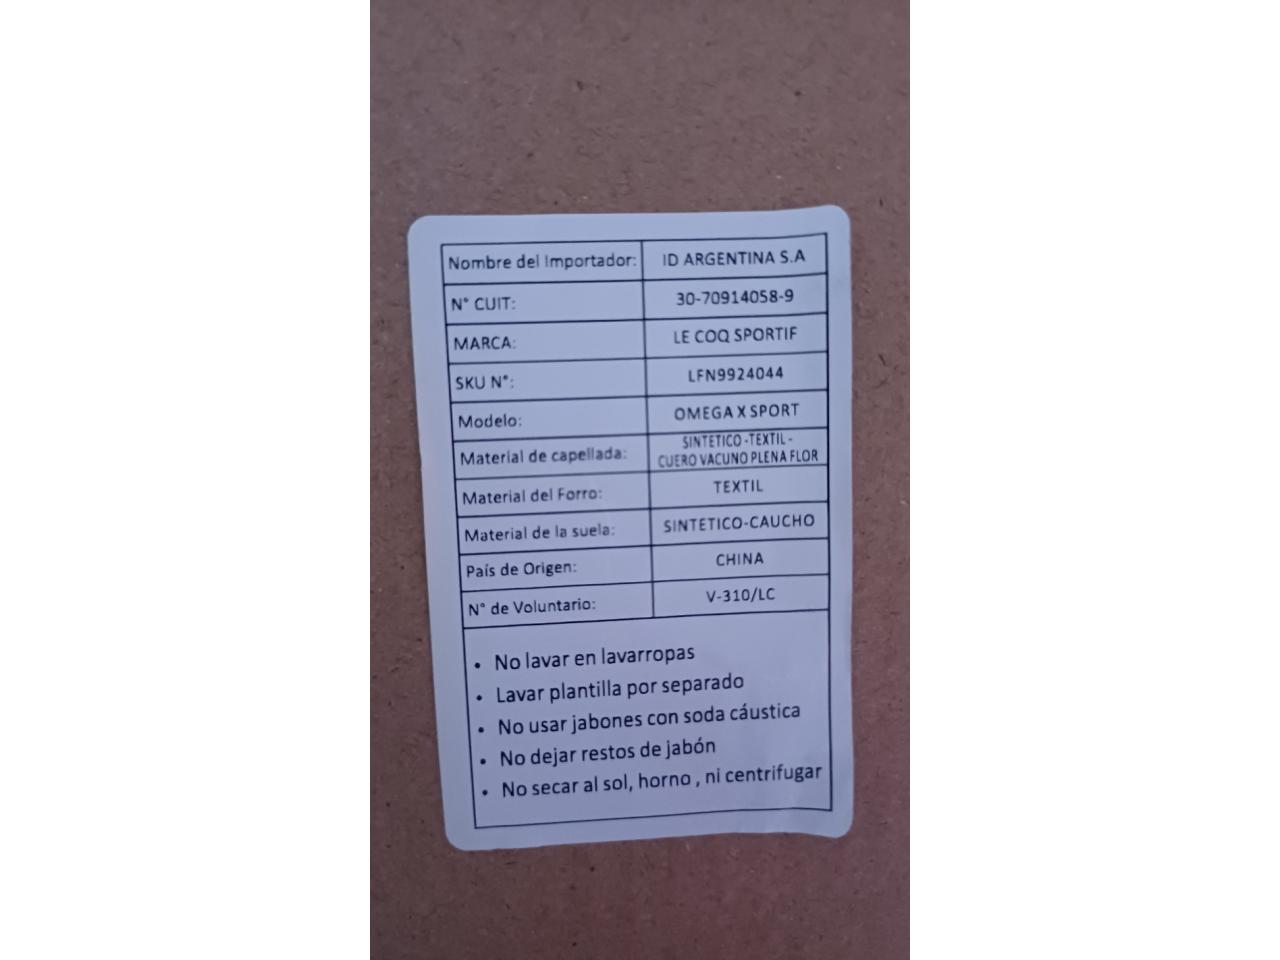 Nombre del Importador: ID ARGENTINA S.A
N° CUIT: 30-70914058-9
MARCA: LE COQ SPORTIF
SKU N°: LFN9924044
Modelo: OMEGA X SPORT
Material de capellada: SINTETICO -TEXTIL -
CUERO VACUNO PLENA FLOR
Material del Forro: TEXTIL
Material de la suela: SINTETICO-CAUCHO
País de Origen: CHINA
N° de Voluntario: V-310/LC
• No lavar en lavarropas
• Lavar plantilla por separado
• No usar jabones con soda cáustica
• No dejar restos de jabón
• No secar al sol, horno , ni centrifugar